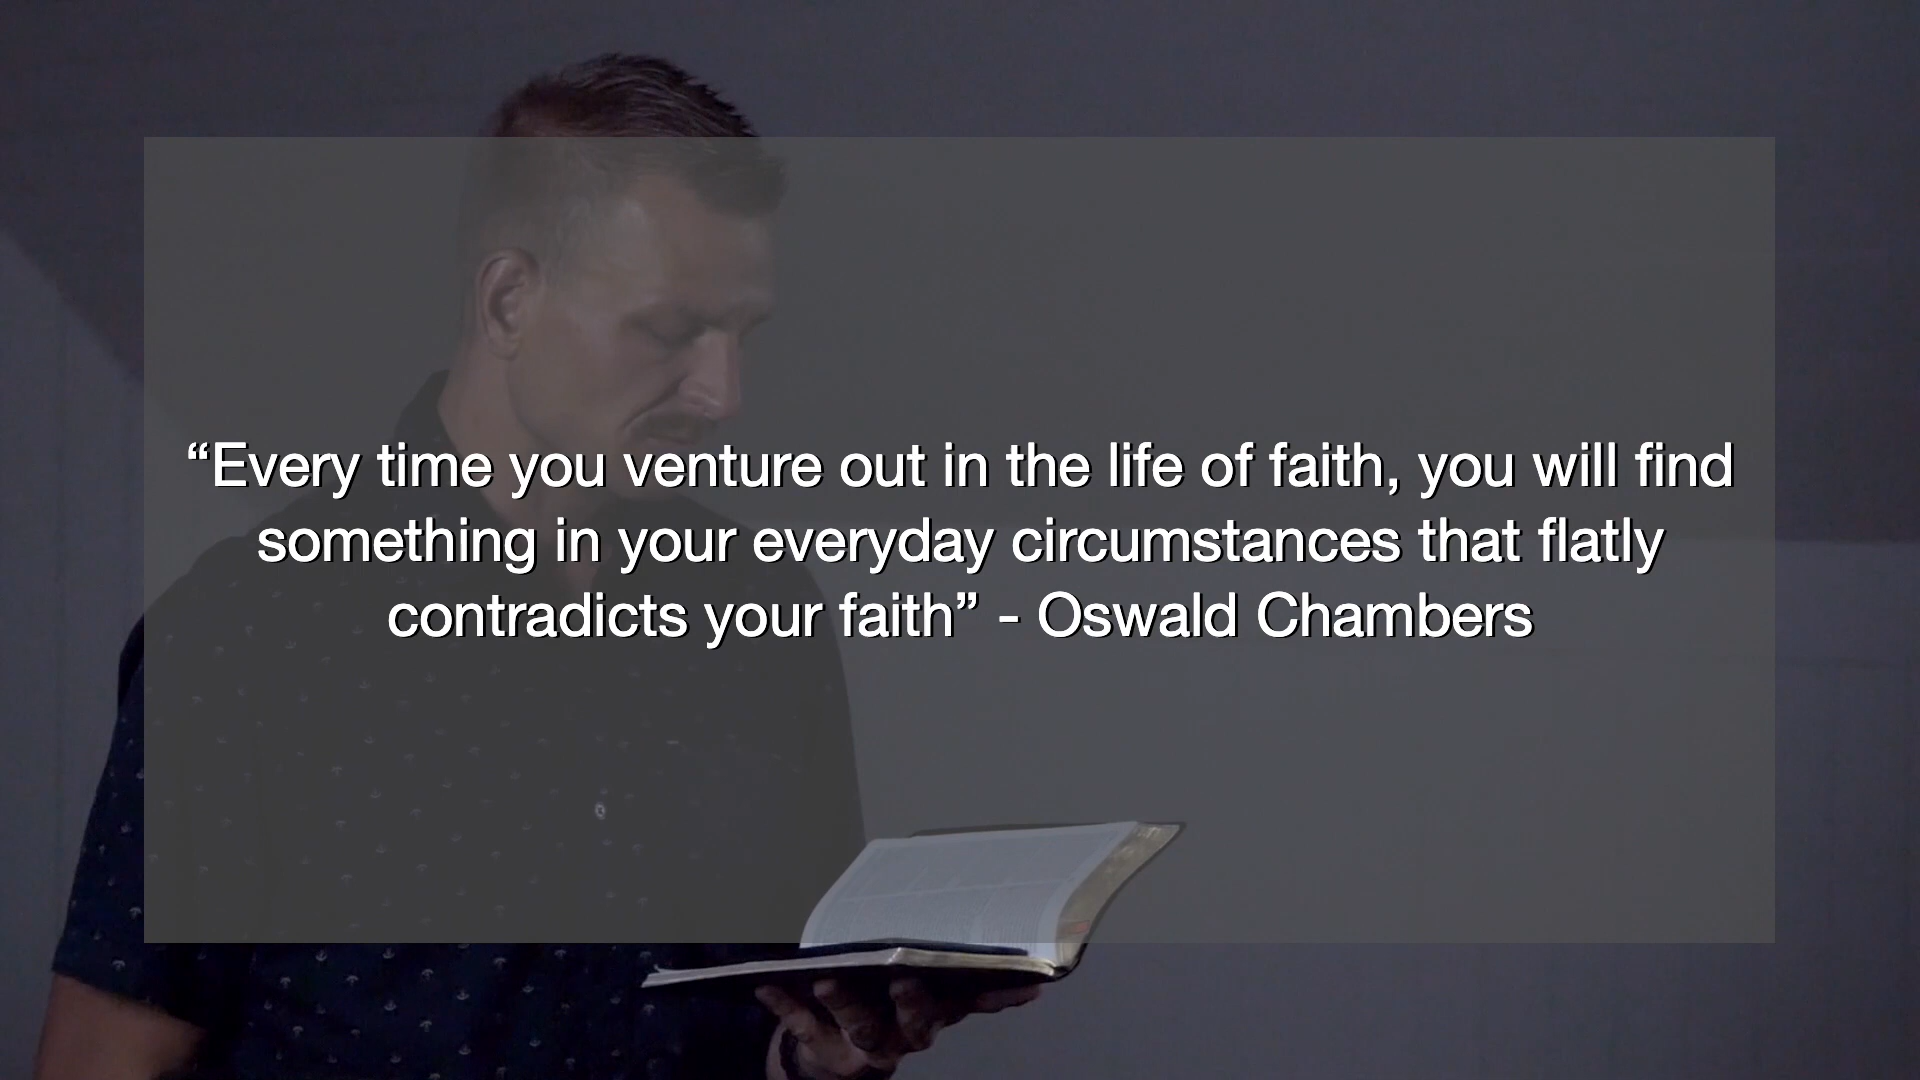 “Every time you venture out in the life of faith, you will find
something in your everyday circumstances that flatly
contradicts your faith” - Oswald Chambers